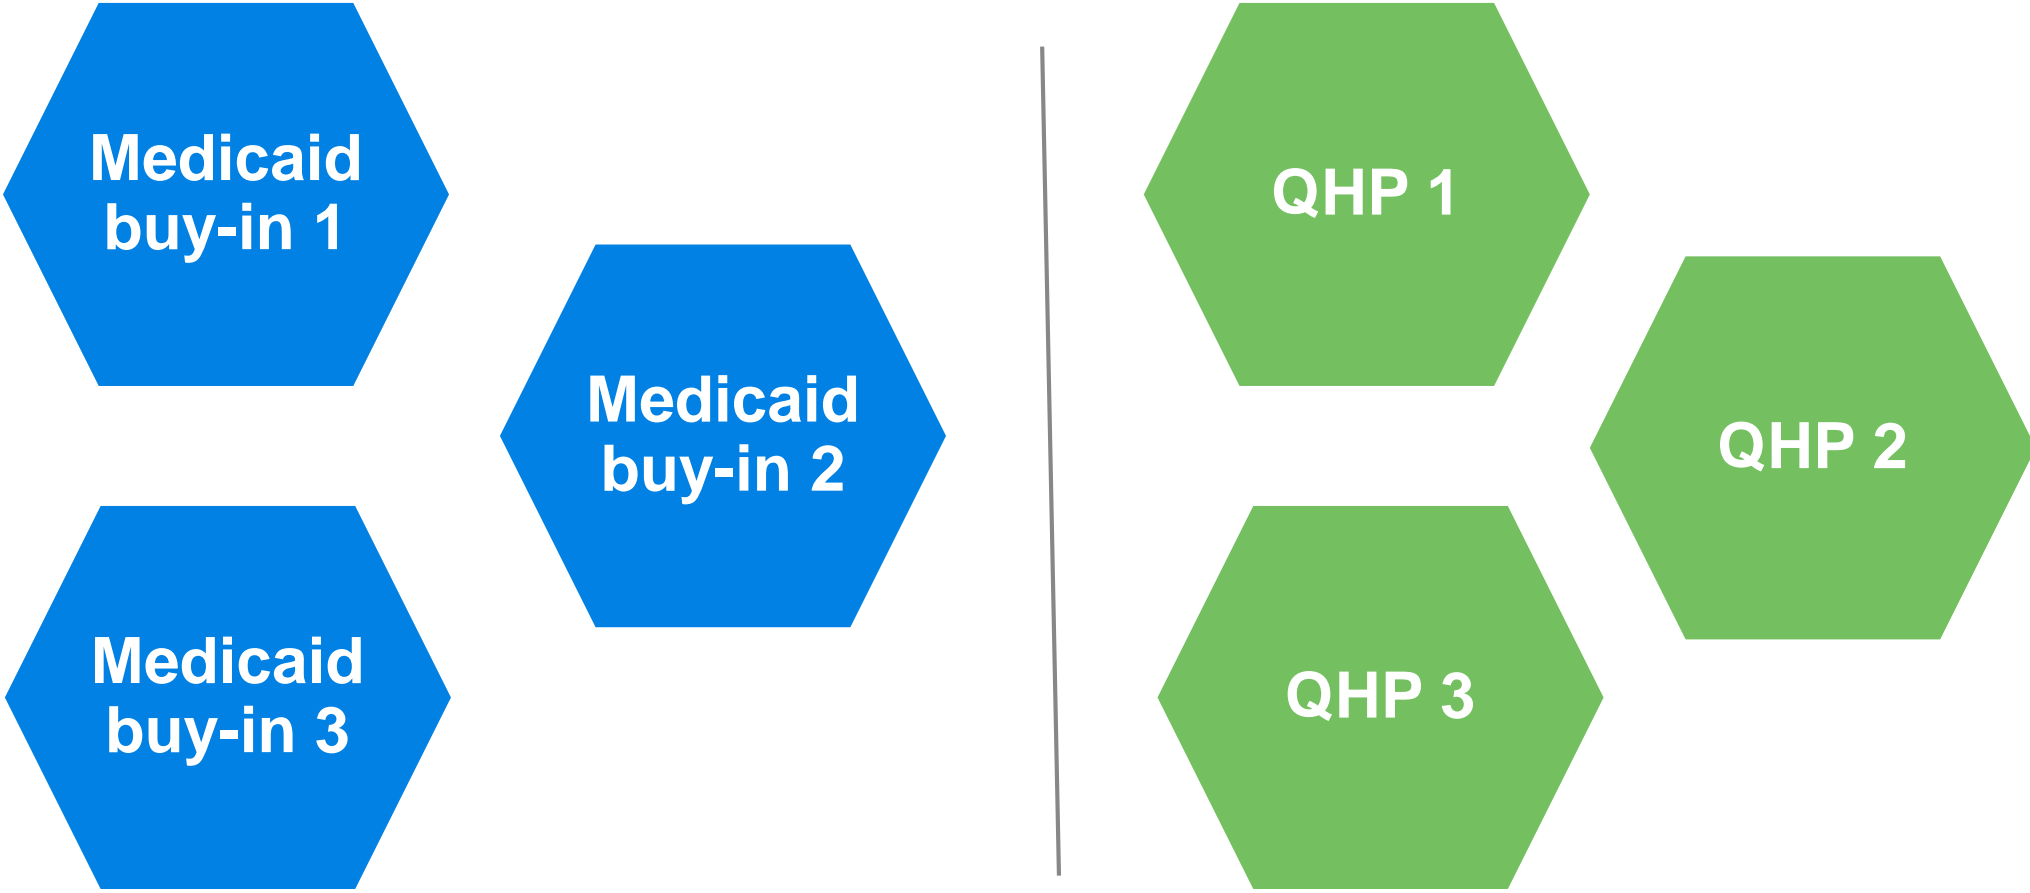 Medicaid
buy-in 1
Medicaid
buy-in 2
Medicaid
buy-in 3
QHP 1
QHP 2
QHP 3